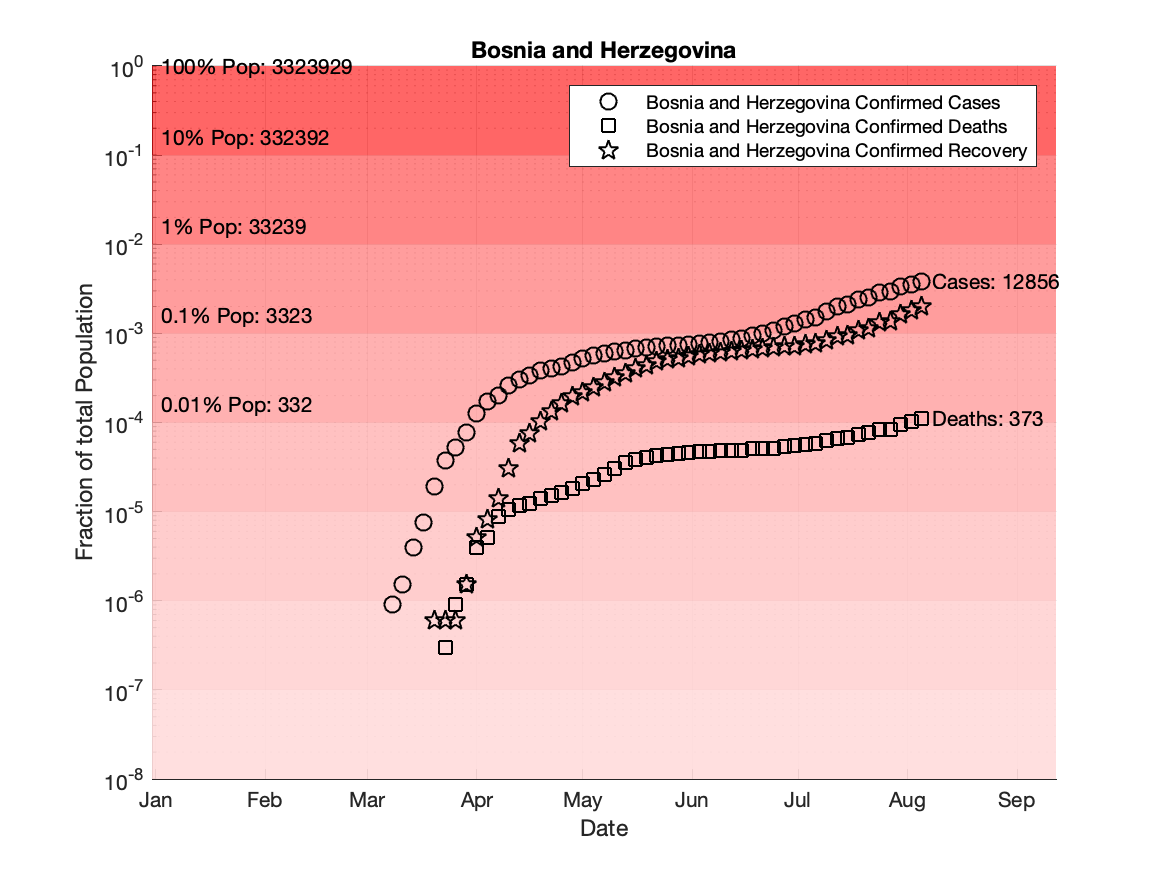 Bosnia and Herzegovina
10^0
100% Pop: 3323929
Bosnia and Herzegovina Confirmed Cases
Bosnia and Herzegovina Confirmed Deaths
Bosnia and Herzegovina Confirmed Recovery
10% Pop: 332392
10^-1
1% Pop: 33239
10^-2
Cases: 12856
0.1% Pop: 3323
10^-3
0.01% Pop: 332
Deaths: 373
10^-4
10^-5
10^-6
10^-7
10^-8
Fraction of total Population
Jan Feb Mar Apr May Jun Jul Aug Sep
Date